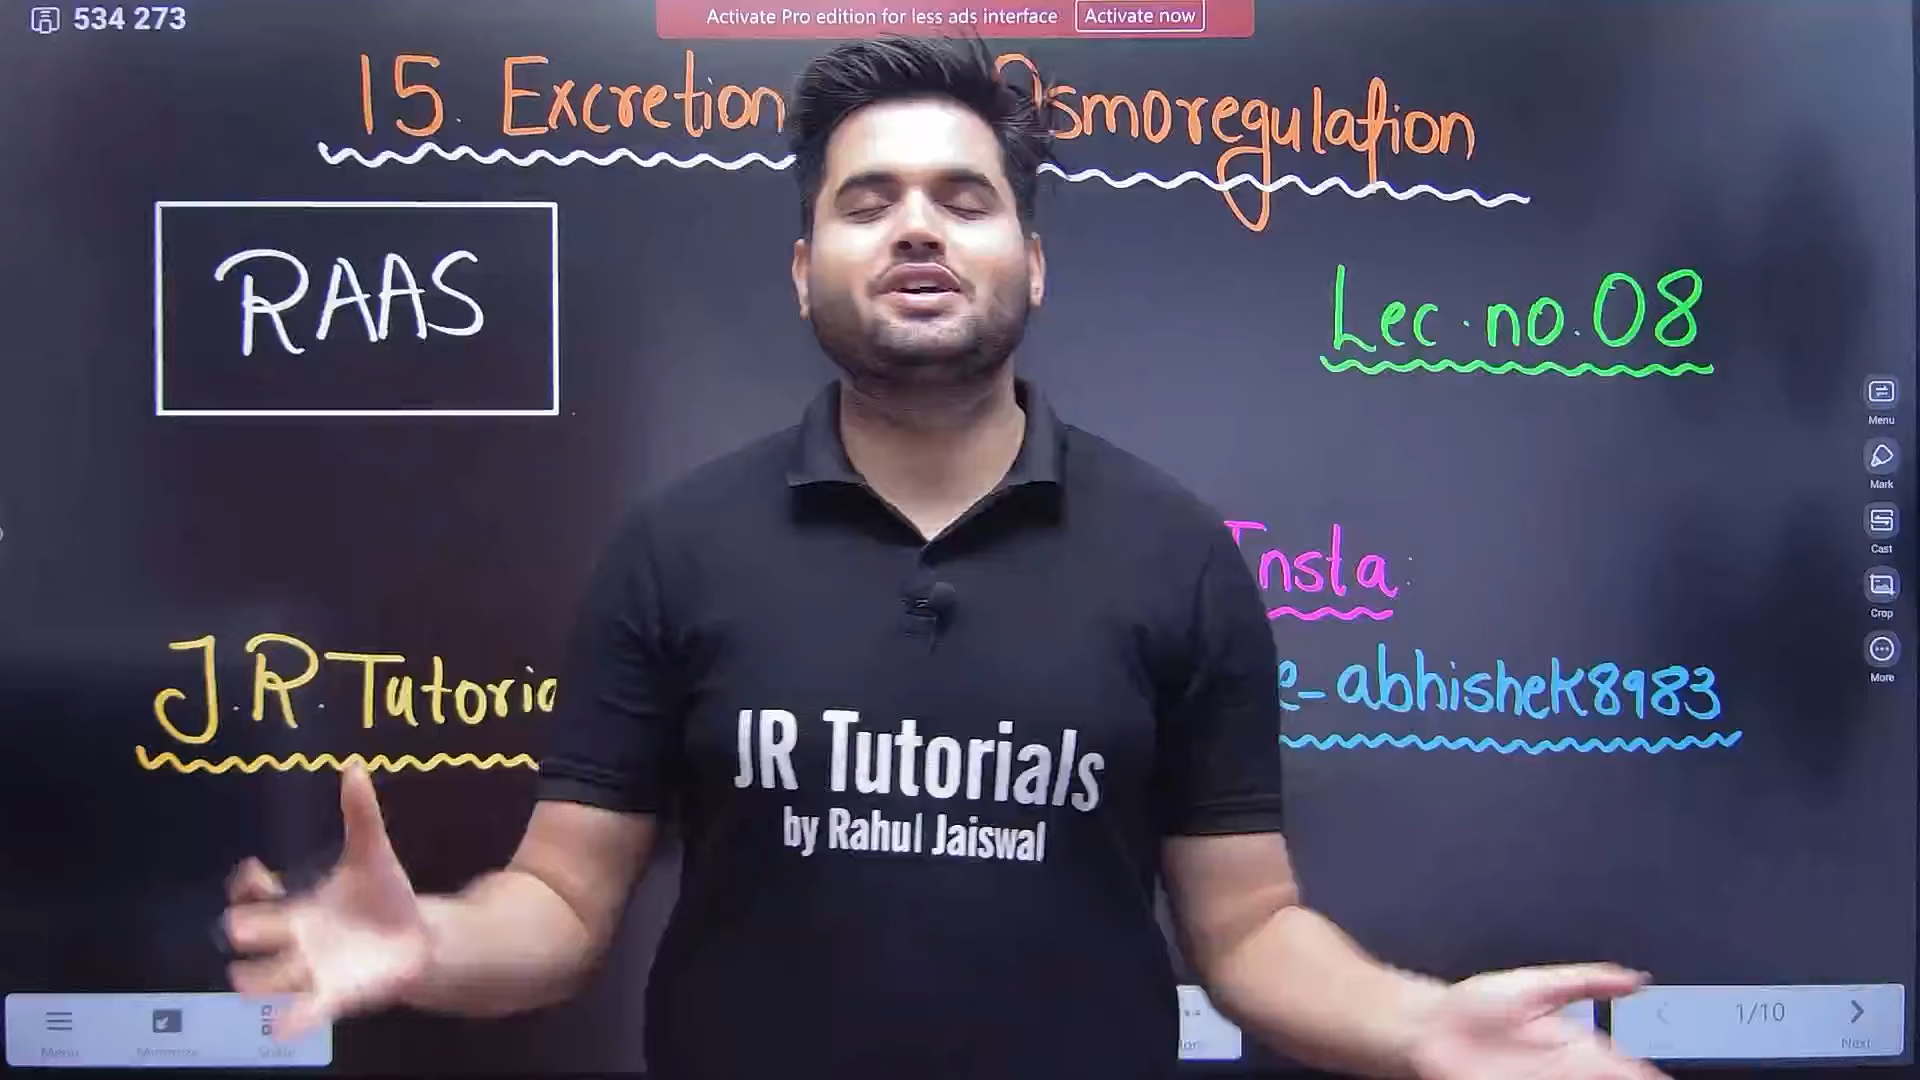 534 273
Activate Pro edition for less ads interface Activate now
15. Excretion smoregulation
RAAS
Lec. no. 08
Menu
Mark
Cast
Crop
More
Insta:
J.R. Tutoria
e-abhishek8983
JR Tutorials
by Rahul Jaiswal
Menu Minimize
1/10
Next